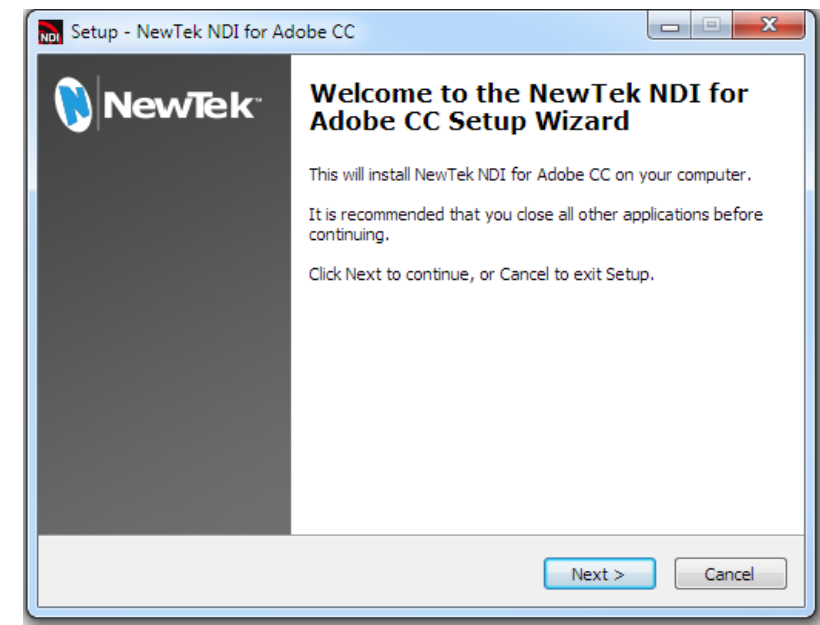 NDI Setup - NewTek NDI for Adobe CC
NewTek™
Welcome to the NewTek NDI for
Adobe CC Setup Wizard
This will install NewTek NDI for Adobe CC on your computer.
It is recommended that you close all other applications before
continuing.
Click Next to continue, or Cancel to exit Setup.
Next >
Cancel